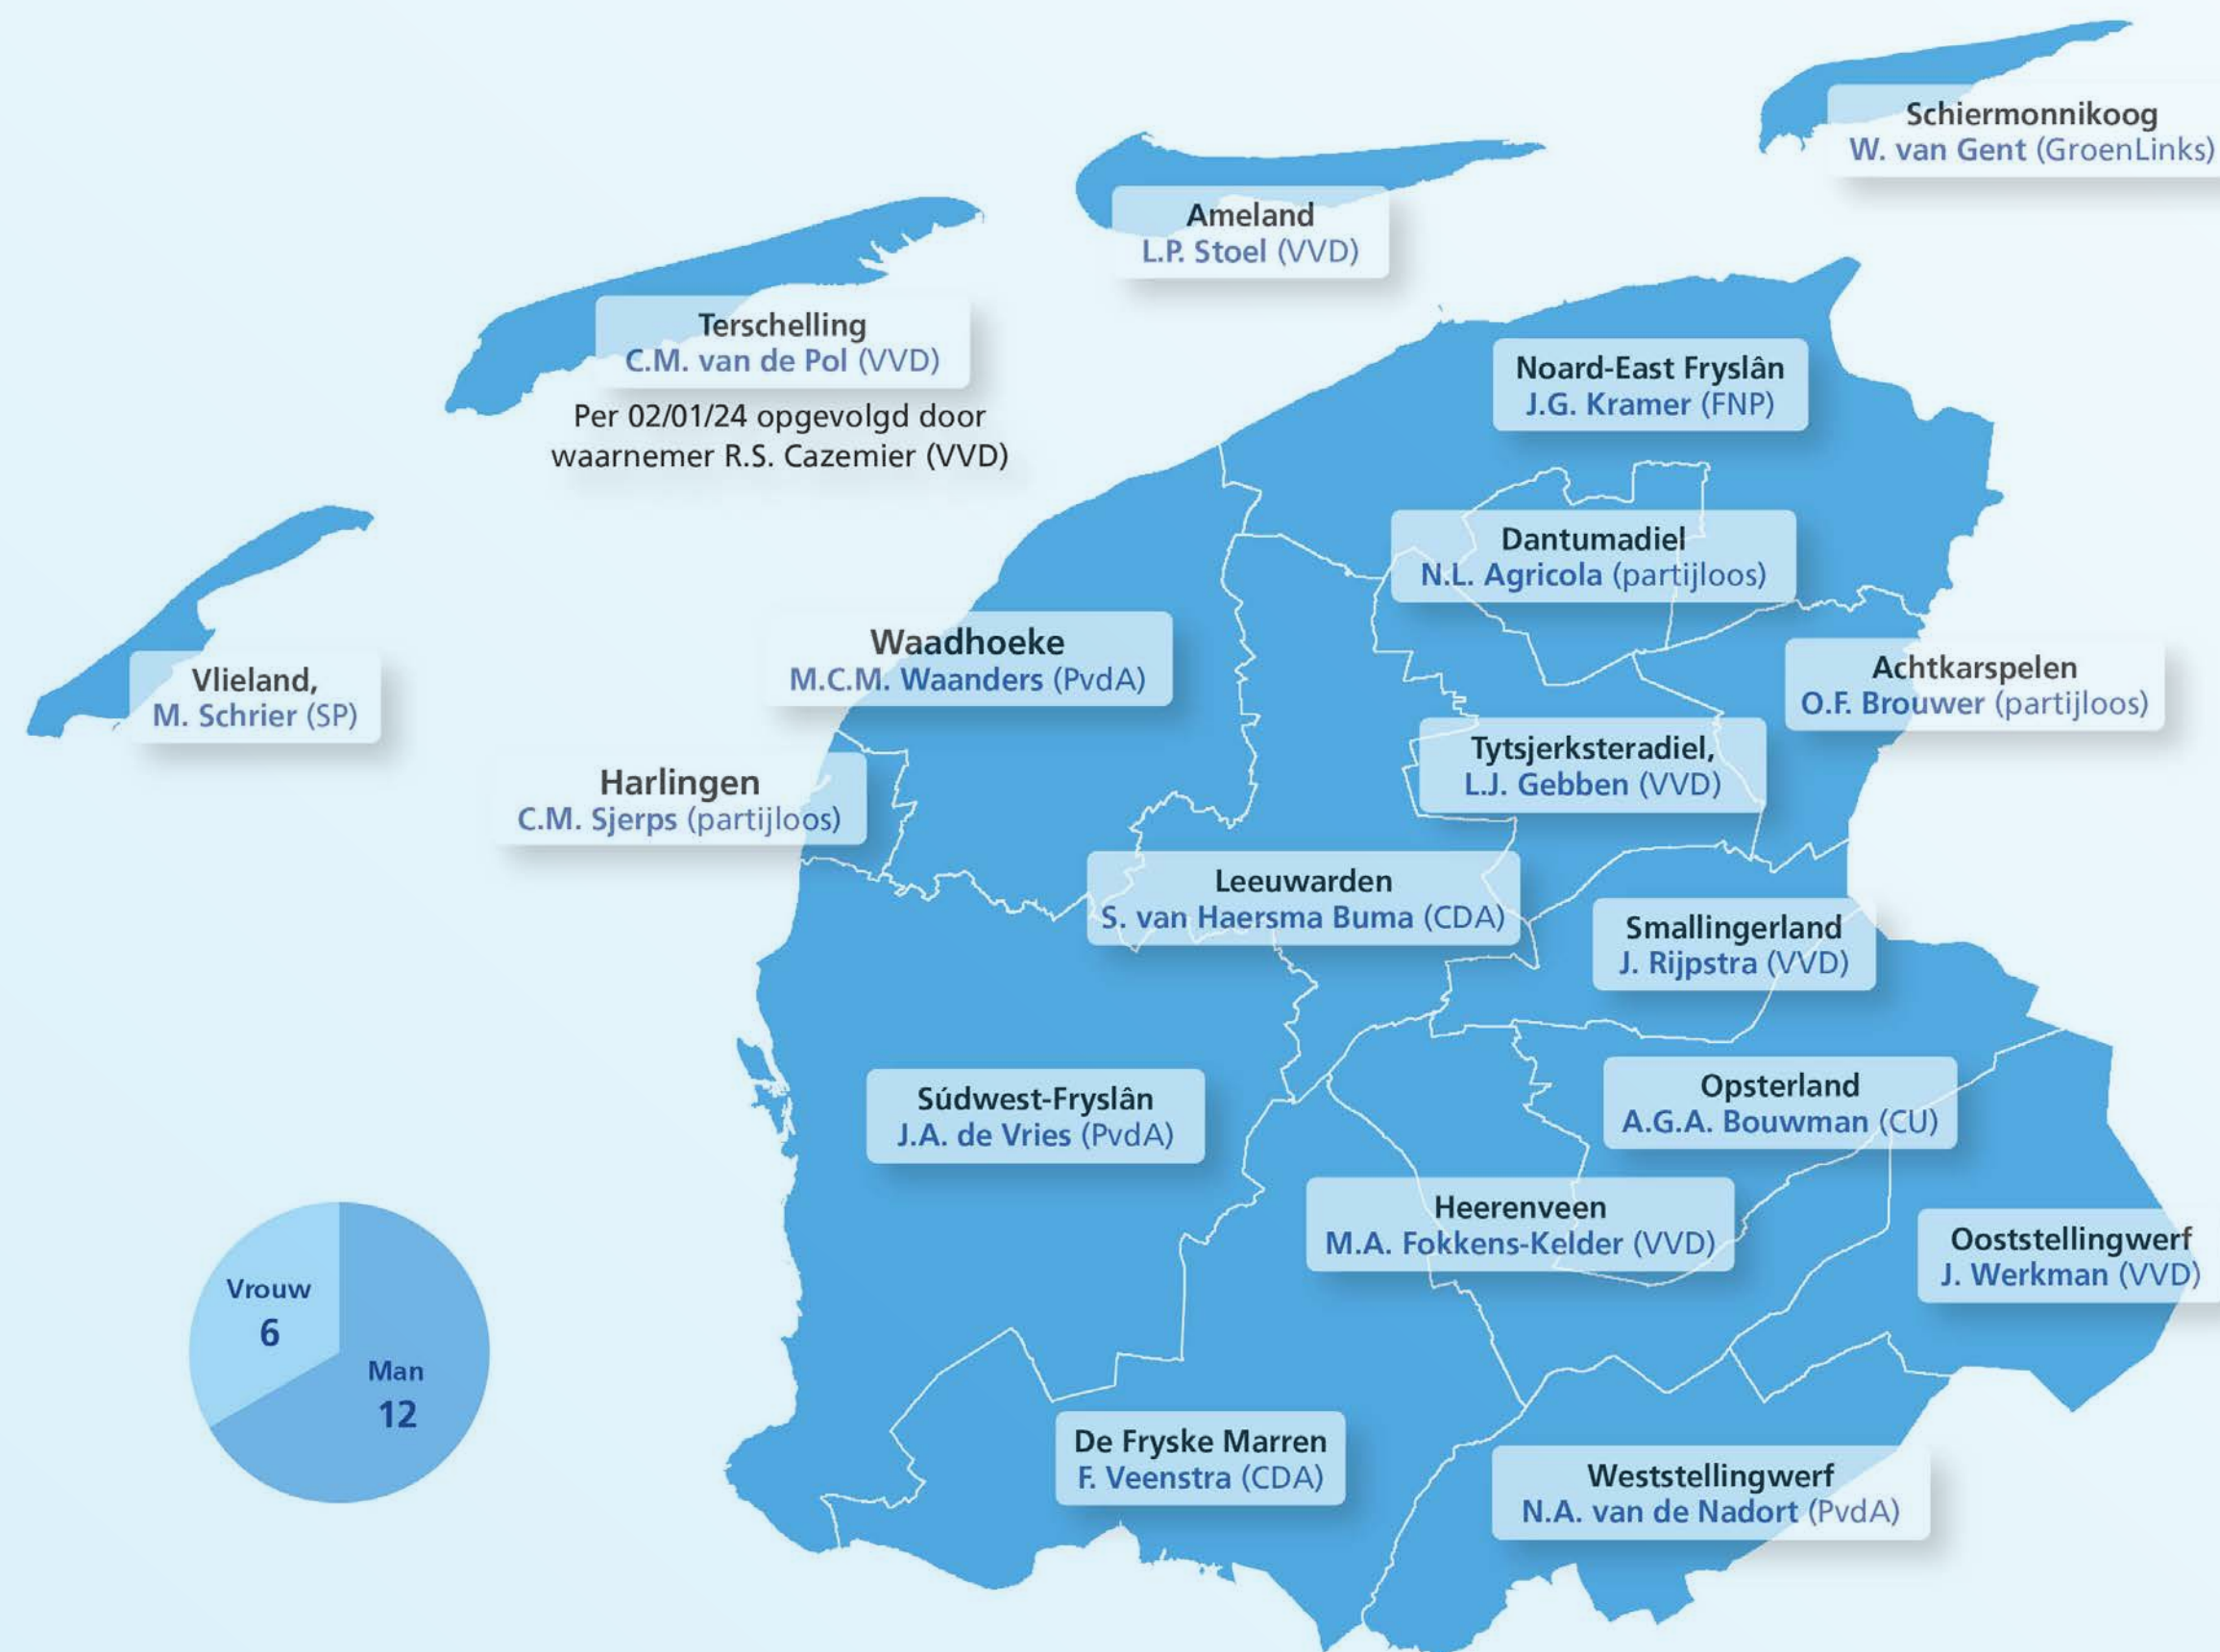 Schiermonnikoog
W. van Gent (GroenLinks)
Ameland
L.P. Stoel (VVD)
Terschelling
C.M. van de Pol (VVD)
Per 02/01/24 opgevolgd door
waarnemer R.S. Cazemier (VVD)
Noard-East Fryslân
J.G. Kramer (FNP)
Dantumadiel
N.L. Agricola (partijloos)
Vlieland,
M. Schrier (SP)
Waadhoeke
M.C.M. Waanders (PvdA)
Achtkarspelen
O.F. Brouwer (partijloos)
Tytsjerksteradiel,
L.J. Gebben (VVD)
Harlingen
C.M. Sjerps (partijloos)
Leeuwarden
S. van Haersma Buma (CDA)
Smallingerland
J. Rijpstra (VVD)
Súdwest-Fryslân
J.A. de Vries (PvdA)
Opsterland
A.G.A. Bouwman (CU)
Heerenveen
M.A. Fokkens-Kelder (VVD)
Ooststellingwerf
J. Werkman (VVD)
Vrouw
6
Man
12
De Fryske Marren
F. Veenstra (CDA)
Weststellingwerf
N.A. van de Nadort (PvdA)